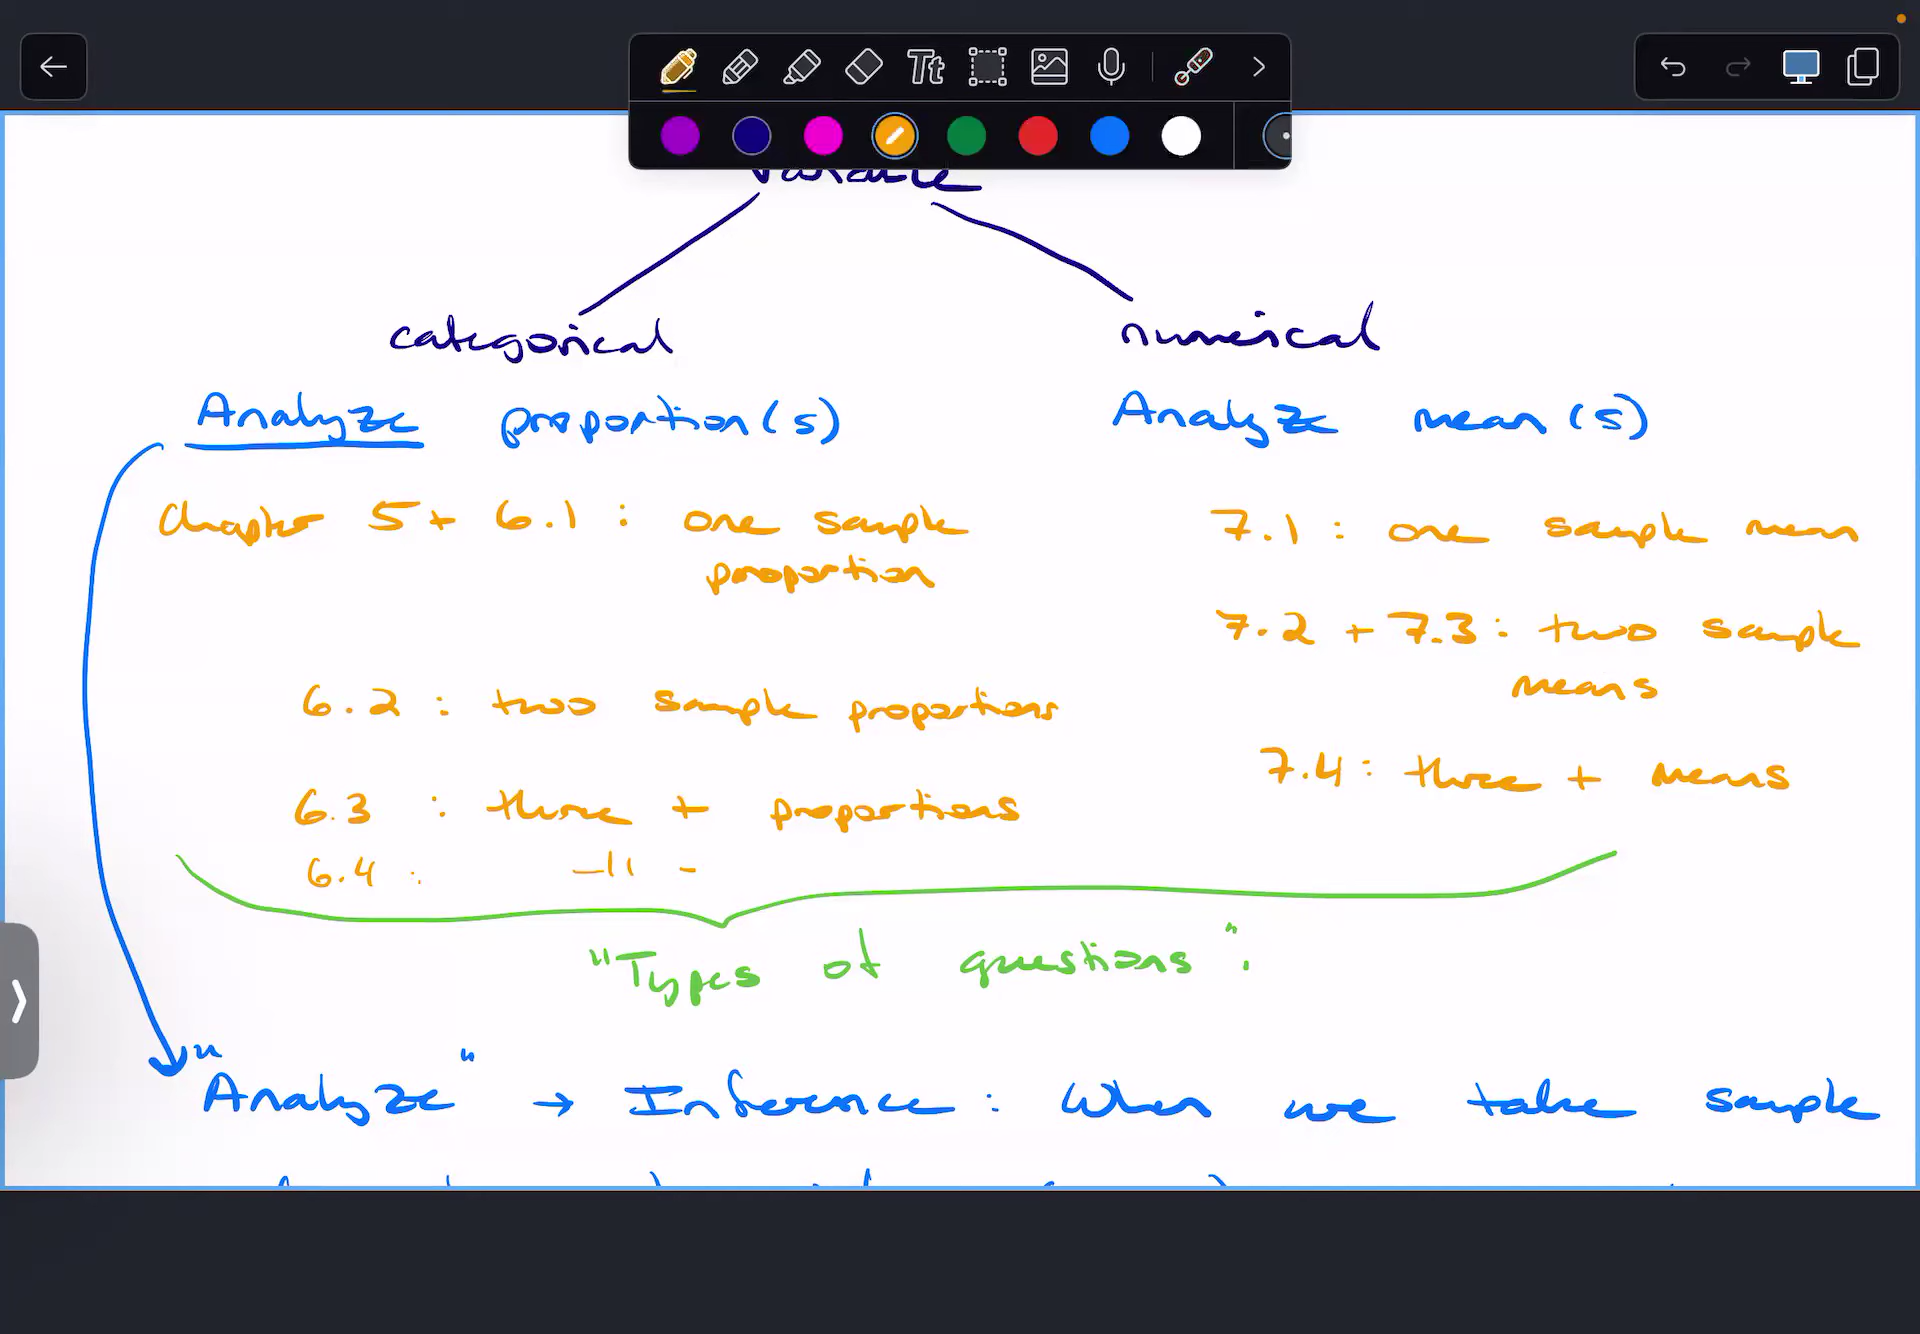 Tt
variable
categorical numerical
Analyze proportion(s) Analyze mean(s)
Chapter 5 + 6.1 : one sample proportion
7.1 : one sample mean
7.2 + 7.3 : two sample means
6.2 : two sample proportions
7.4 : three + means
6.3 : three + proportions
6.4 : –||–
"Types of questions".
"Analyze" → Inference : When we take sample